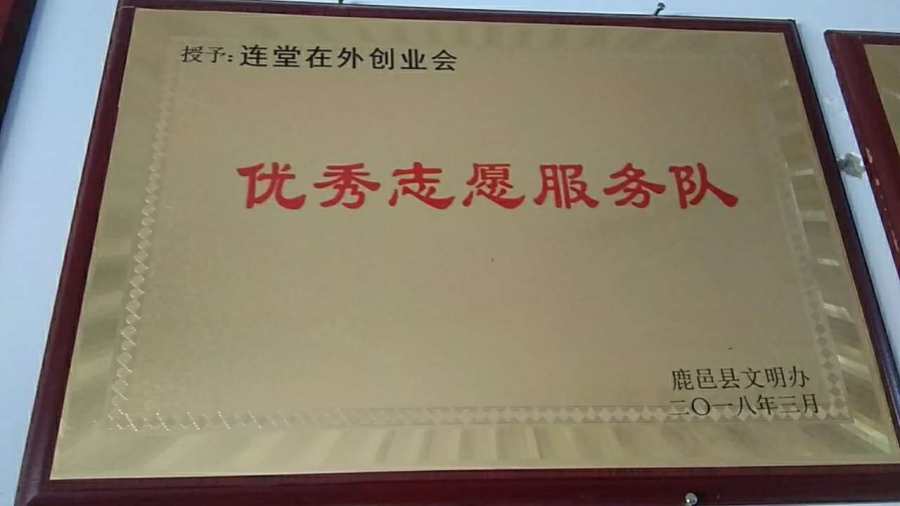 授予:连堂在外创业会
优秀志愿服务队
鹿邑县文明办
二〇一八年三月